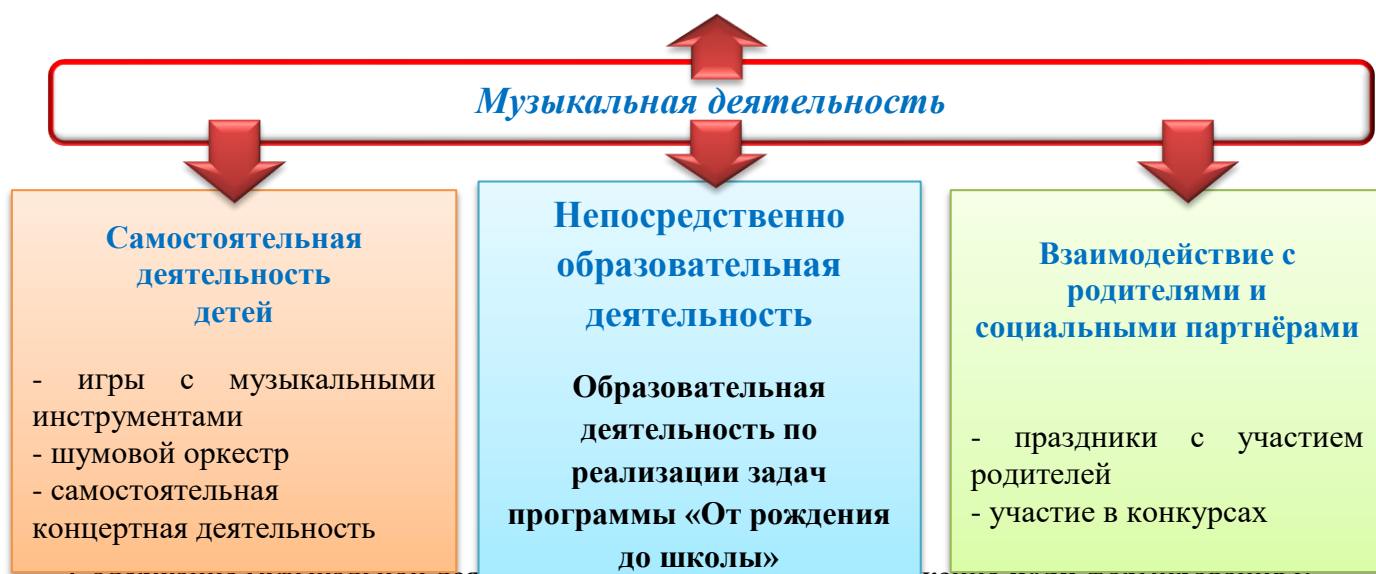 Музыкальная деятельность
Самостоятельная
деятельность
детей
- игры с музыкальными
инструментами
- шумовой оркестр
- самостоятельная
концертная деятельность
Непосредственно
образовательная
деятельность
Образовательная
деятельность по
реализации задач
программы «От рождения
до школы»
Взаимодействие с
родителями и
социальными партнёрами
- праздники с участием
родителей
- участие в конкурсах